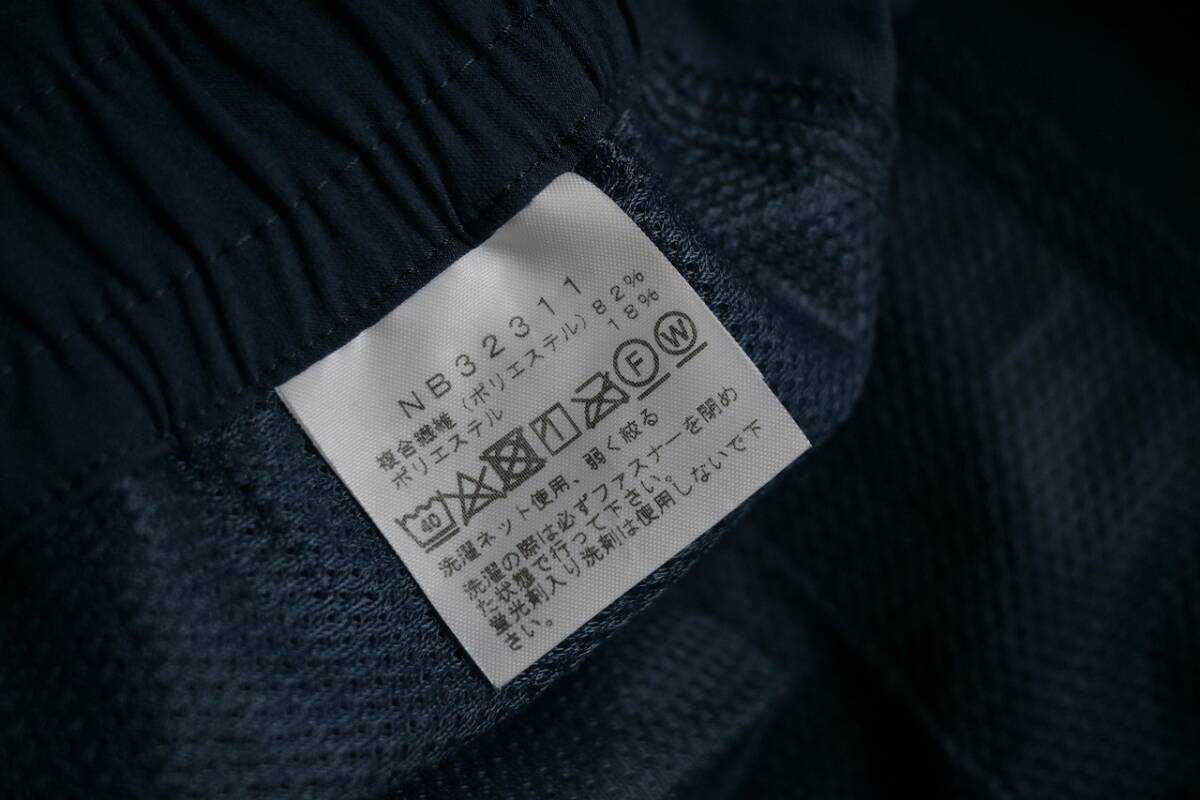 NB32311
複合繊維（ポリエステル）82%
ポリエステル 18%
40 F W
洗濯ネット使用、弱く絞る
洗濯の際は必ずファスナーを閉め
た状態で行って下さい。
蛍光剤入り洗剤は使用しないで下
さい。